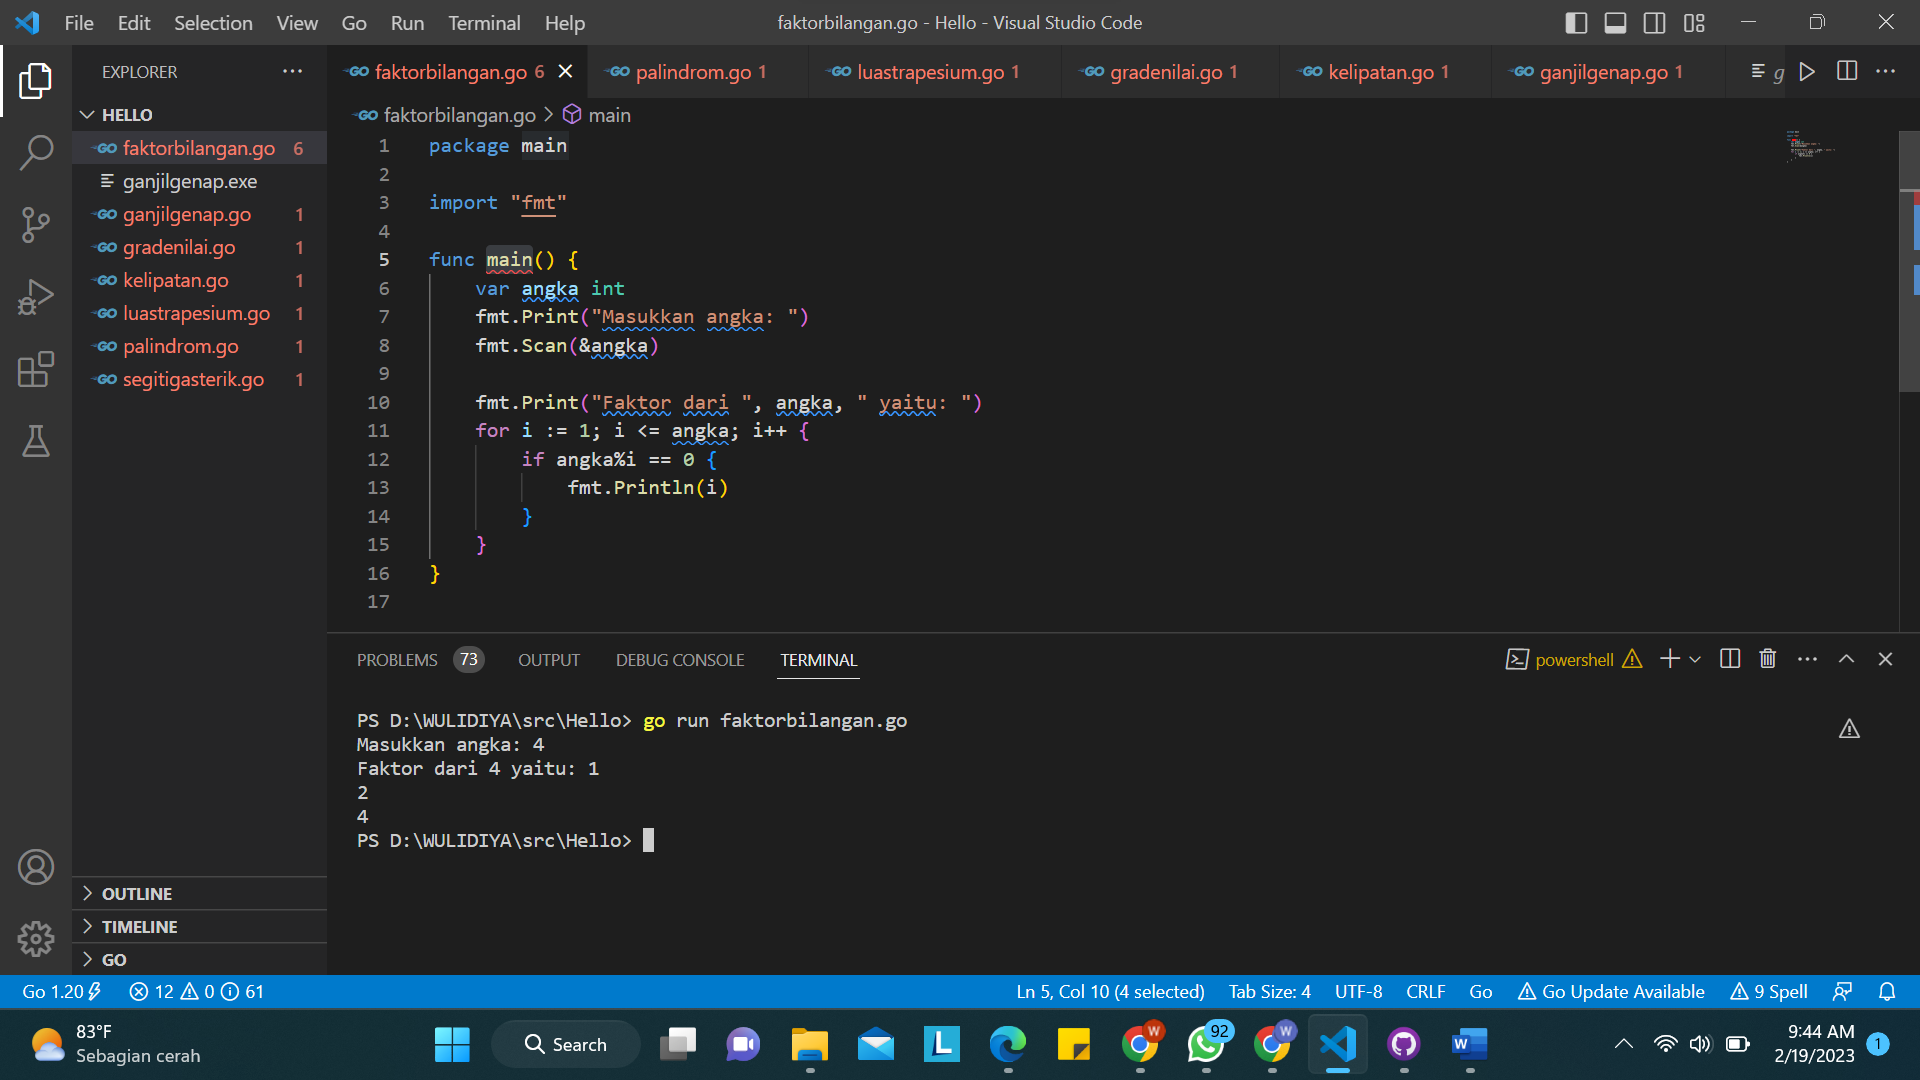 File Edit Selection View Go Run Terminal Help
faktorbilangan.go - Hello - Visual Studio Code
EXPLORER
HELLO
faktorbilangan.go 6
ganjilgenap.exe
ganjilgenap.go 1
gradenilai.go 1
kelipatan.go 1
luastrapesium.go 1
palindrom.go 1
segitigasterik.go 1
OUTLINE
TIMELINE
GO
faktorbilangan.go 6
palindrom.go 1
luastrapesium.go 1
gradenilai.go 1
kelipatan.go 1
ganjilgenap.go 1
g
faktorbilangan.go > main
1 package main
2
3 import "fmt"
4
5 func main() {
6 var angka int
7 fmt.Print("Masukkan angka: ")
8 fmt.Scan(&angka)
9
10 fmt.Print("Faktor dari ", angka, " yaitu: ")
11 for i := 1; i <= angka; i++ {
12 if angka%i == 0 {
13 fmt.Println(i)
14 }
15 }
16 }
17
PROBLEMS 73 OUTPUT DEBUG CONSOLE TERMINAL
powershell
PS D:\WULIDIYA\src\Hello> go run faktorbilangan.go
Masukkan angka: 4
Faktor dari 4 yaitu: 1
2
4
PS D:\WULIDIYA\src\Hello>
Go 1.20 12 0 61
Ln 5, Col 10 (4 selected) Tab Size: 4 UTF-8 CRLF Go Go Update Available 9 Spell
83°F
Sebagian cerah
Search
L
W
92
W
W
9:44 AM
2/19/2023
1